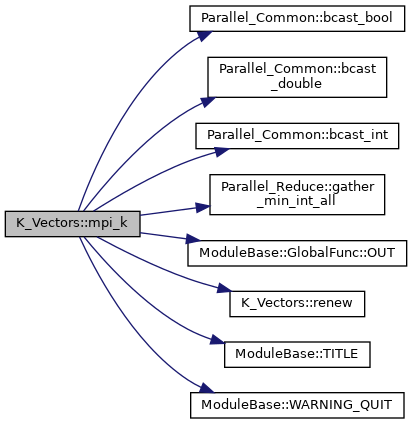 Parallel_Common::bcast_bool
Parallel_Common::bcast
_double
Parallel_Common::bcast_int
Parallel_Reduce::gather
_min_int_all
K_Vectors::mpi_k
ModuleBase::GlobalFunc::OUT
K_Vectors::renew
ModuleBase::TITLE
ModuleBase::WARNING_QUIT